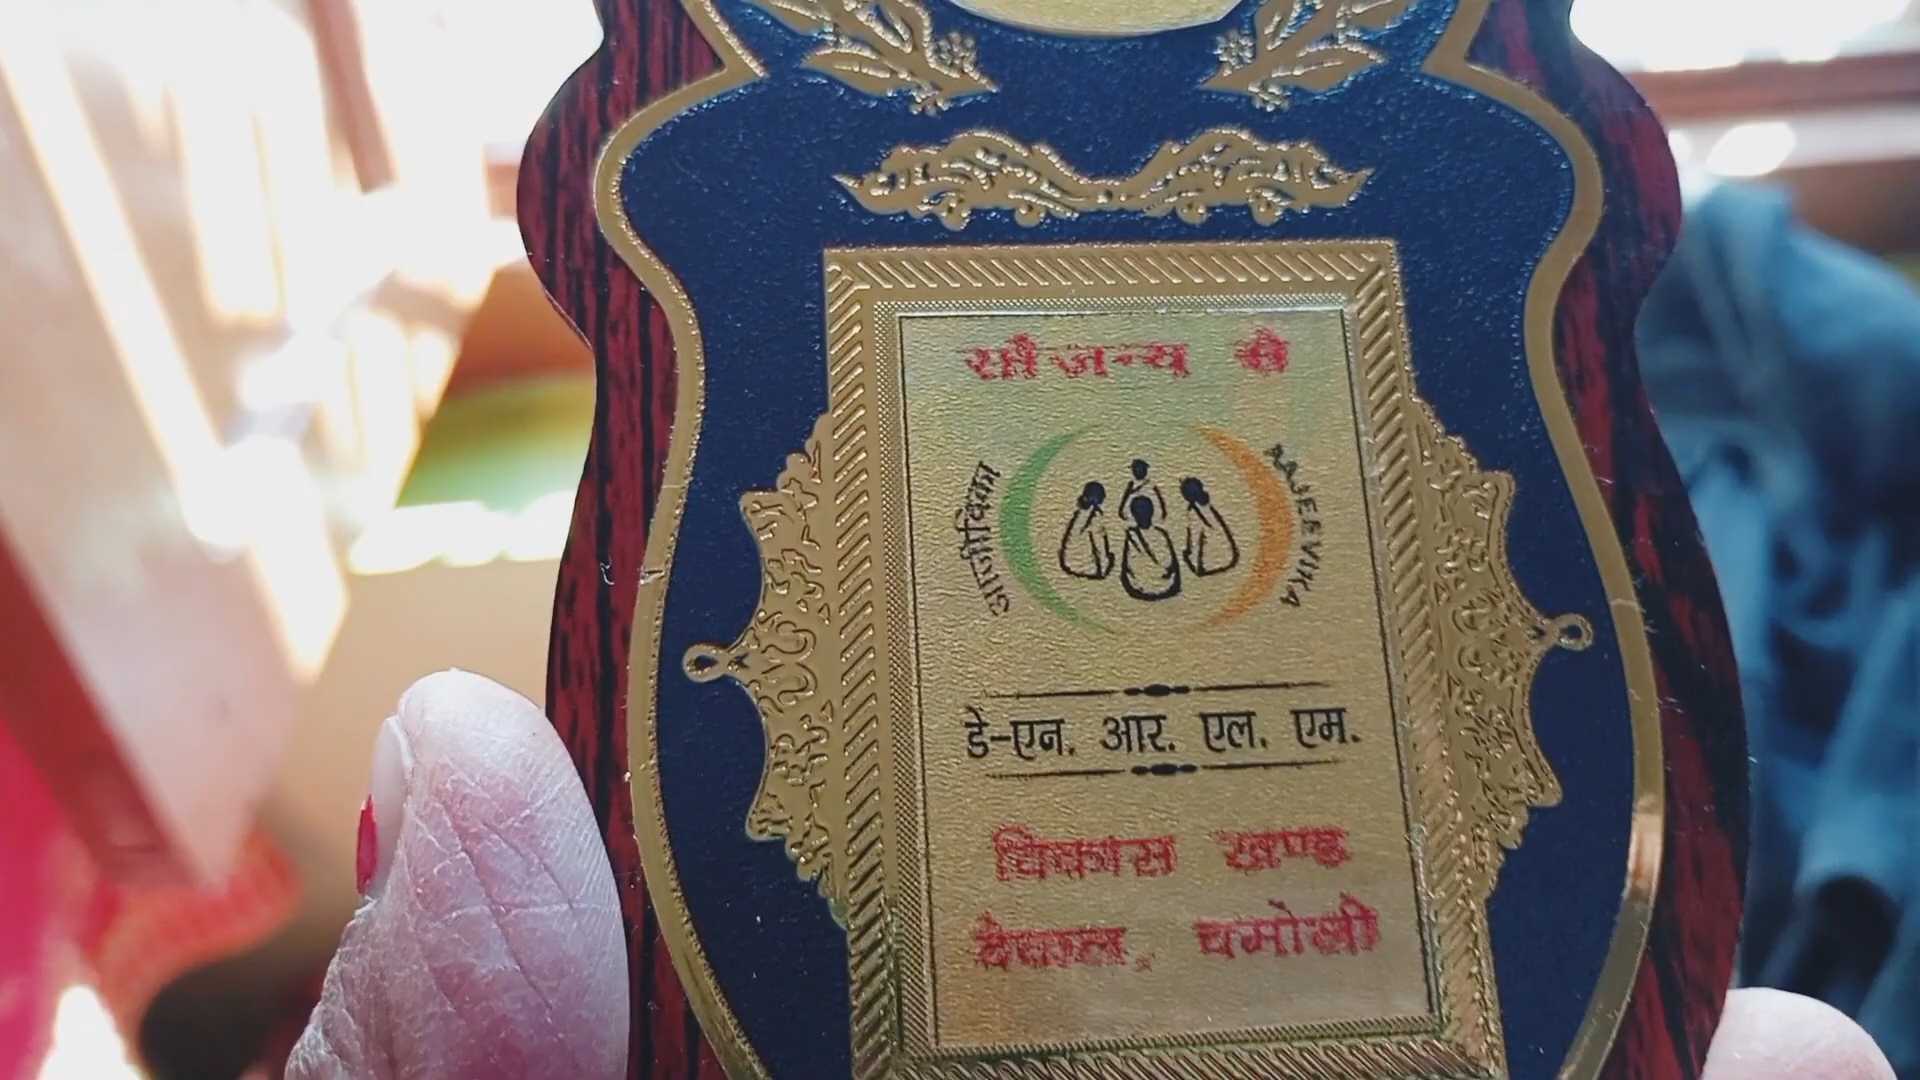 सौजन्य से
आजीविका
AAJEEVIKA
डे-एन. आर. एल. एम.
विकास खण्ड
देवाल, चमोली